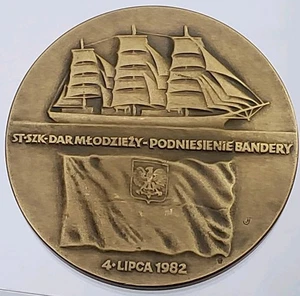 ST·SZK·DAR MŁODZIEŻY-PODNIESIENIE BANDERY
4·LIPCA 1982